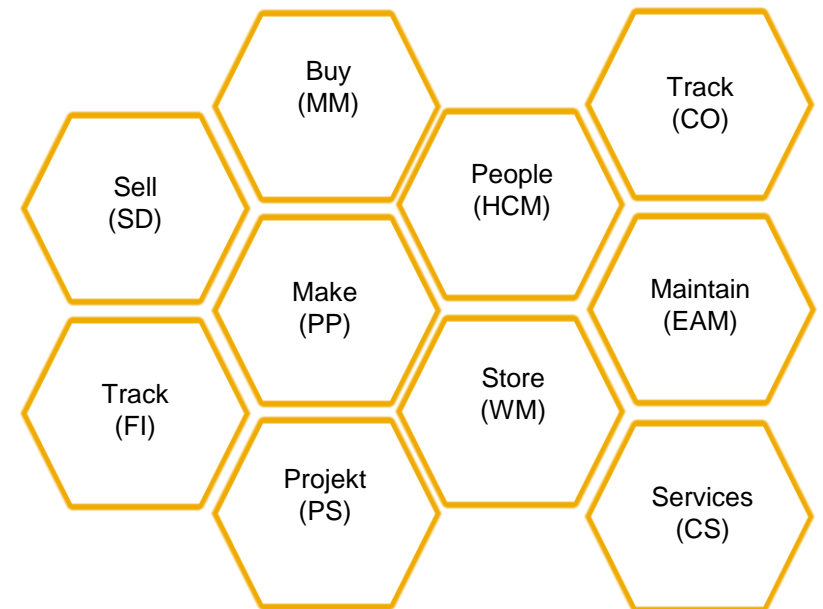 Buy
(MM)
Track
(CO)
Sell
(SD)
People
(HCM)
Make
(PP)
Maintain
(EAM)
Track
(FI)
Store
(WM)
Projekt
(PS)
Services
(CS)